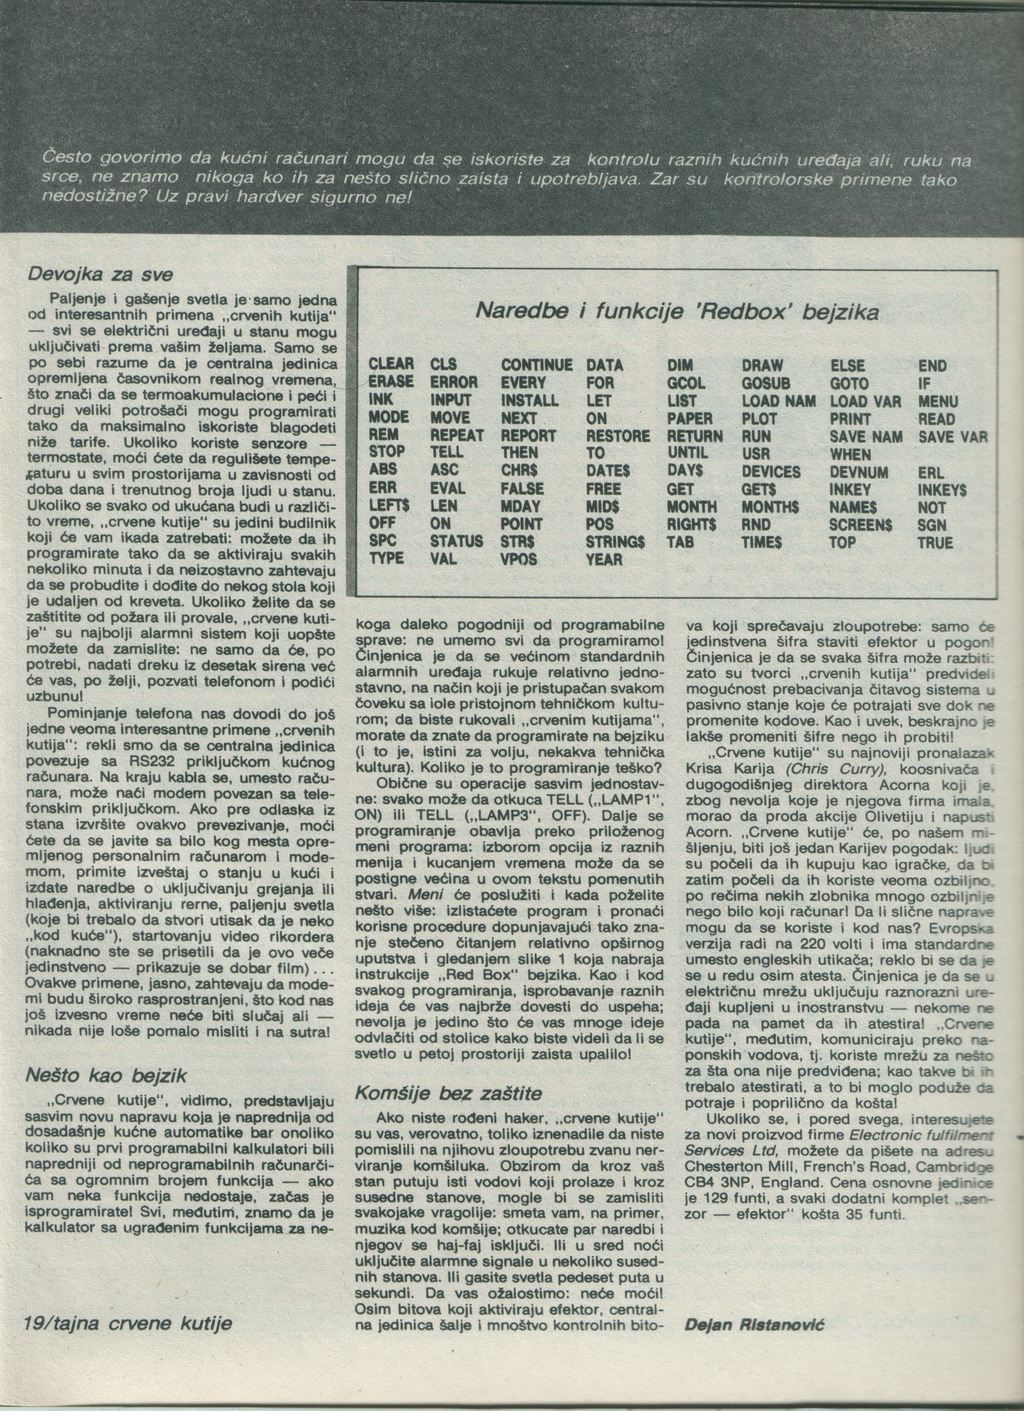 Često govorimo da kućni računari mogu da se iskoriste za kontrolu raznih kućnih uređaja ali, ruku na
srce, ne znamo nikoga ko ih za nešto slično zaista i upotrebljava. Zar su kontrolorske primene tako
nedostižne? Uz pravi hardver sigurno ne!
Devojka za sve
Paljenje i gašenje svetla je samo jedna
od interesantnih primena „crvenih kutija"
— svi se električni uređaji u stanu mogu
uključivati prema vašim željama. Samo se
po sebi razume da je centralna jedinica
opremljena časovnikom realnog vremena,
što znači da se termoakumulacione i peći i
drugi veliki potrošači mogu programirati
tako da maksimalno iskoriste blagodeti
niže tarife. Ukoliko koriste senzore —
termostate, moći ćete da regulišete tempe-
raturu u svim prostorijama u zavisnosti od
doba dana i trenutnog broja ljudi u stanu.
Ukoliko se svako od ukućana budi u različi-
to vreme, „crvene kutije" su jedini budilnik
koji će vam ikada zatrebati: možete da ih
programirate tako da se aktiviraju svakih
nekoliko minuta i da neizostavno zahtevaju
da se probudite i dođite do nekog stola koji
je udaljen od kreveta. Ukoliko želite da se
zaštitite od požara ili provale, „crvene kuti-
je" su najbolji alarmni sistem koji uopšte
možete da zamislite: ne samo da će, po
potrebi, nadati dreku iz desetak sirena već
će vas, po želji, pozvati telefonom i podići
uzbunu!
Pominjanje telefona nas dovodi do još
jedne veoma interesantne primene „crvenih
kutija": rekli smo da se centralna jedinica
povezuje sa RS232 priključkom kućnog
računara. Na kraju kabla se, umesto raču-
nara, može naći modem povezan sa tele-
fonskim priključkom. Ako pre odlaska iz
stana izvršite ovakvo prevezivanje, moći
ćete da se javite sa bilo kog mesta opre-
mljenog personalnim računarom i mode-
mom, primite izveštaj o stanju u kući i
izdate naredbe o uključivanju grejanja ili
hlađenja, aktiviranju rerne, paljenju svetla
(koje bi trebalo da stvori utisak da je neko
„kod kuće"), startovanju video rikordera
(naknadno ste se prisetili da je ovo veče
jedinstveno — prikazuje se dobar film) . . .
Ovakve primene, jasno, zahtevaju da mode-
mi budu široko rasprostranjeni, što kod nas
još izvesno vreme neće biti slučaj ali —
nikada nije loše pomalo misliti i na sutra!
Nešto kao bejzik
„Crvene kutije", vidimo, predstavljaju
sasvim novu napravu koja je naprednija od
dosadašnje kućne automatike bar onoliko
koliko su prvi programabilni kalkulatori bili
napredniji od neprogramabilnih računarči-
ća sa ogromnim brojem funkcija — ako
vam neka funkcija nedostaje, začas je
isprogramirate! Svi, međutim, znamo da je
kalkulator sa ugrađenim funkcijama za ne-
Naredbe i funkcije 'Redbox' bejzika
CLEAR CLS CONTINUE DATA DIM DRAW ELSE END
ERASE ERROR EVERY FOR GCOL GOSUB GOTO IF
INK INPUT INSTALL LET LIST LOAD NAM LOAD VAR MENU
MODE MOVE NEXT ON PAPER PLOT PRINT READ
REM REPEAT REPORT RESTORE RETURN RUN SAVE NAM SAVE VAR
STOP TELL THEN TO UNTIL USR WHEN
ABS ASC CHR$ DATE$ DAY$ DEVICES DEVNUM ERL
ERR EVAL FALSE FREE GET GET$ INKEY INKEY$
LEFT$ LEN MDAY MID$ MONTH MONTH$ NAME$ NOT
OFF ON POINT POS RIGHT$ RND SCREEN$ SGN
SPC STATUS STR$ STRING$ TAB TIME$ TOP TRUE
TYPE VAL VPOS YEAR
koga daleko pogodniji od programabilne
sprave: ne umemo svi da programiramo!
Činjenica je da se većinom standardnih
alarmnih uređaja rukuje relativno jedno-
stavno, na način koji je pristupačan svakom
čoveku sa iole pristojnom tehničkom kultu-
rom; da biste rukovali „crvenim kutijama",
morate da znate da programirate na bejziku
(i to je, istini za volju, nekakva tehnička
kultura). Koliko je to programiranje teško?
Obične su operacije sasvim jednostav-
ne: svako može da otkuca TELL („LAMP1",
ON) ili TELL („LAMP3", OFF). Dalje se
programiranje obavlja preko priloženog
meni programa: izborom opcija iz raznih
menija i kucanjem vremena može da se
postigne većina u ovom tekstu pomenutih
stvari. Meni će poslužiti i kada poželite
nešto više: izlistaćete program i pronaći
korisne procedure dopunjavajući tako zna-
nje stečeno čitanjem relativno opširnog
uputstva i gledanjem slike 1 koja nabraja
instrukcije „Red Box" bejzika. Kao i kod
svakog programiranja, isprobavanje raznih
ideja će vas najbrže dovesti do uspeha;
nevolja je jedino što će vas mnoge ideje
odvlačiti od stolice kako biste videli da li se
svetlo u petoj prostoriji zaista upalilo!
Komšije bez zaštite
Ako niste rođeni haker, „crvene kutije"
su vas, verovatno, toliko iznenadile da niste
pomislili na njihovu zloupotrebu zvanu ner-
viranje komšiluka. Obzirom da kroz vaš
stan putuju isti vodovi koji prolaze i kroz
susedne stanove, mogle bi se zamisliti
svakojake vragolije: smeta vam, na primer,
muzika kod komšije; otkucate par naredbi i
njegov se haj-faj isključi. Ili u sred noći
uključite alarmne signale u nekoliko sused-
nih stanova. Ili gasite svetla pedeset puta u
sekundi. Da vas ožalostimo: neće moći!
Osim bitova koji aktiviraju efektor, central-
na jedinica šalje i mnoštvo kontrolnih bito-
va koji sprečavaju zloupotrebe: samo će
jedinstvena šifra staviti efektor u pogon!
Činjenica je da se svaka šifra može razbiti:
zato su tvorci „crvenih kutija" predvideli
mogućnost prebacivanja čitavog sistema u
pasivno stanje koje će potrajati sve dok ne
promenite kodove. Kao i uvek, beskrajno je
lakše promeniti šifre nego ih probiti!
„Crvene kutije" su najnoviji pronalazak
Krisa Karija (Chris Curry), koosnivača i
dugogodišnjeg direktora Acorna koji je,
zbog nevolja koje je njegova firma imala,
morao da proda akcije Olivetiju i napusti
Acorn. „Crvene kutije" će, po našem mi-
šljenju, biti još jedan Karijev pogodak: ljudi
su počeli da ih kupuju kao igračke, da bi
zatim počeli da ih koriste veoma ozbiljno,
po rečima nekih zlobnika mnogo ozbiljnije
nego bilo koji računar! Da li slične naprave
mogu da se koriste i kod nas? Evropska
verzija radi na 220 volti i ima standardne
umesto engleskih utikača; reklo bi se da je
se u redu osim atesta. Činjenica je da se u
električnu mrežu uključuju raznorazni ure-
đaji kupljeni u inostranstvu — nekome ne
pada na pamet da ih atestira! „Crvene
kutije", međutim, komuniciraju preko na-
ponskih vodova, tj. koriste mrežu za nešto
za šta ona nije predviđena; kao takve bi ih
trebalo atestirati, a to bi moglo poduže da
potraje i poprilično da košta!
Ukoliko se, i pored svega, interesujete
za novi proizvod firme Electronic fulfilment
Services Ltd, možete da pišete na adresu
Chesterton Mill, French's Road, Cambridge
CB4 3NP, England. Cena osnovne jedinice
je 129 funti, a svaki dodatni komplet „sen-
zor — efektor" košta 35 funti.
Dejan Ristanović
19/tajna crvene kutije